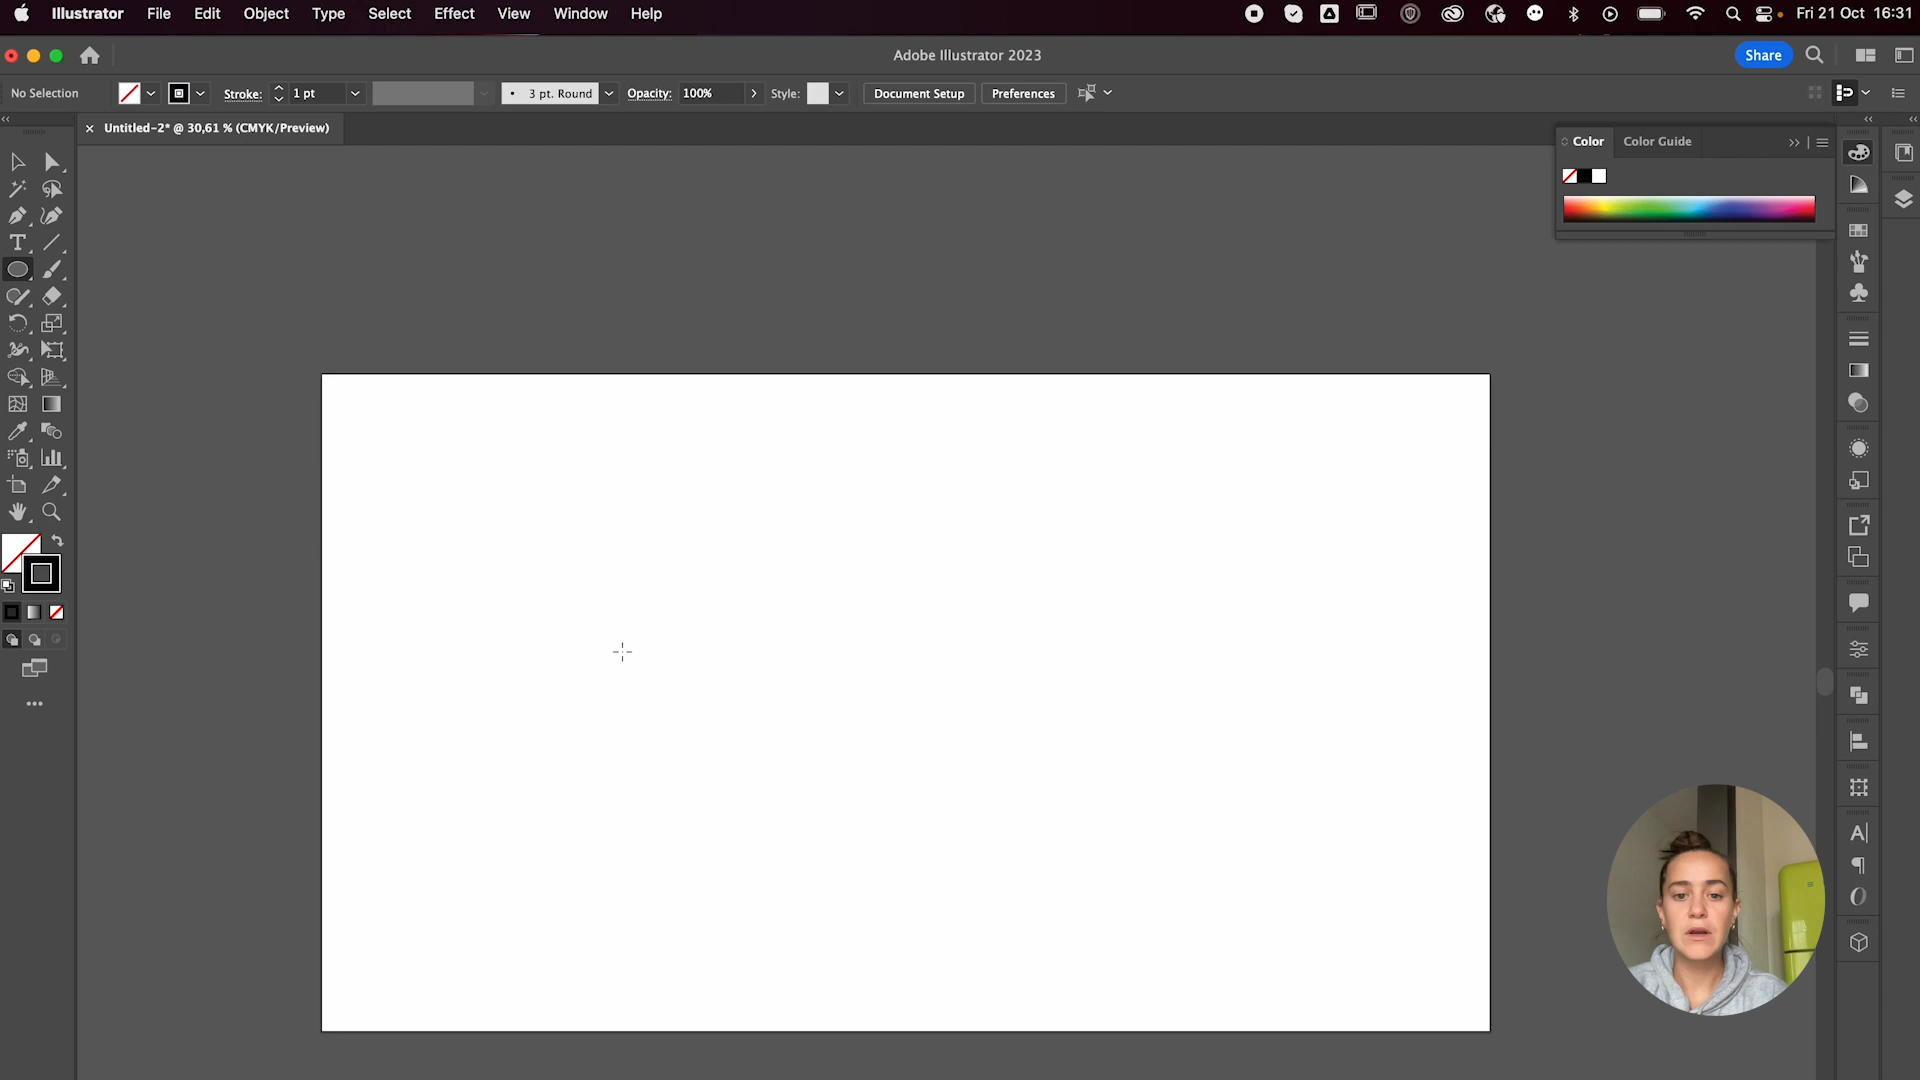 Illustrator File Edit Object Type Select Effect View Window Help Fri 21 Oct 16:31
Adobe Illustrator 2023 Share
No Selection Stroke: 1 pt 3 pt. Round Opacity: 100% Style: Document Setup Preferences
Untitled-2* @ 30,61 % (CMYK/Preview)
Color Color Guide